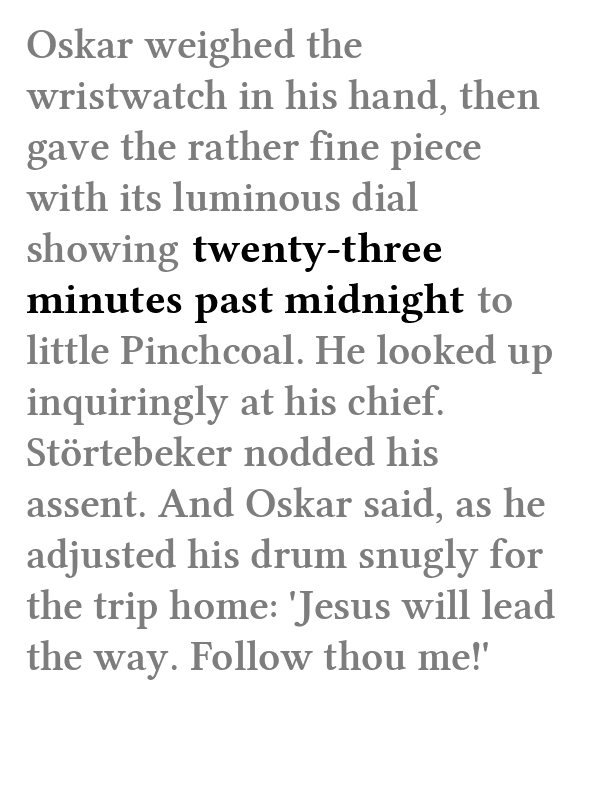 Oskar weighed the
wristwatch in his hand, then
gave the rather fine piece
with its luminous dial
showing twenty-three
minutes past midnight to
little Pinchcoal. He looked up
inquiringly at his chief.
Störtebeker nodded his
assent. And Oskar said, as he
adjusted his drum snugly for
the trip home: 'Jesus will lead
the way. Follow thou me!'